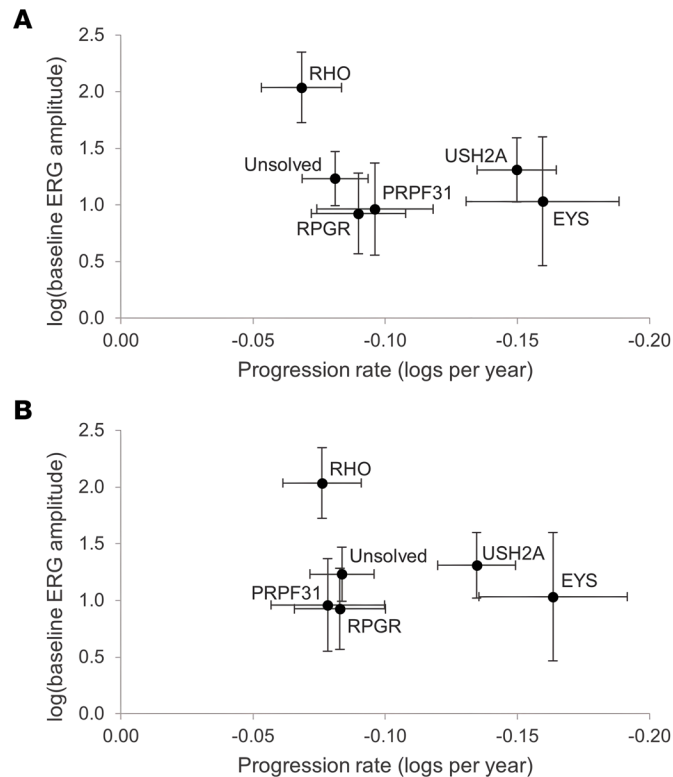 A
log(baseline ERG amplitude)
2.5
2.0
1.5
1.0
0.5
0.0
RHO
Unsolved
USH2A
PRPF31
RPGR
EYS
0.00
-0.05
-0.10
-0.15
-0.20
Progression rate (logs per year)
B
log(baseline ERG amplitude)
2.5
2.0
1.5
1.0
0.5
0.0
RHO
Unsolved
USH2A
EYS
PRPF31
RPGR
0.00
-0.05
-0.10
-0.15
-0.20
Progression rate (logs per year)